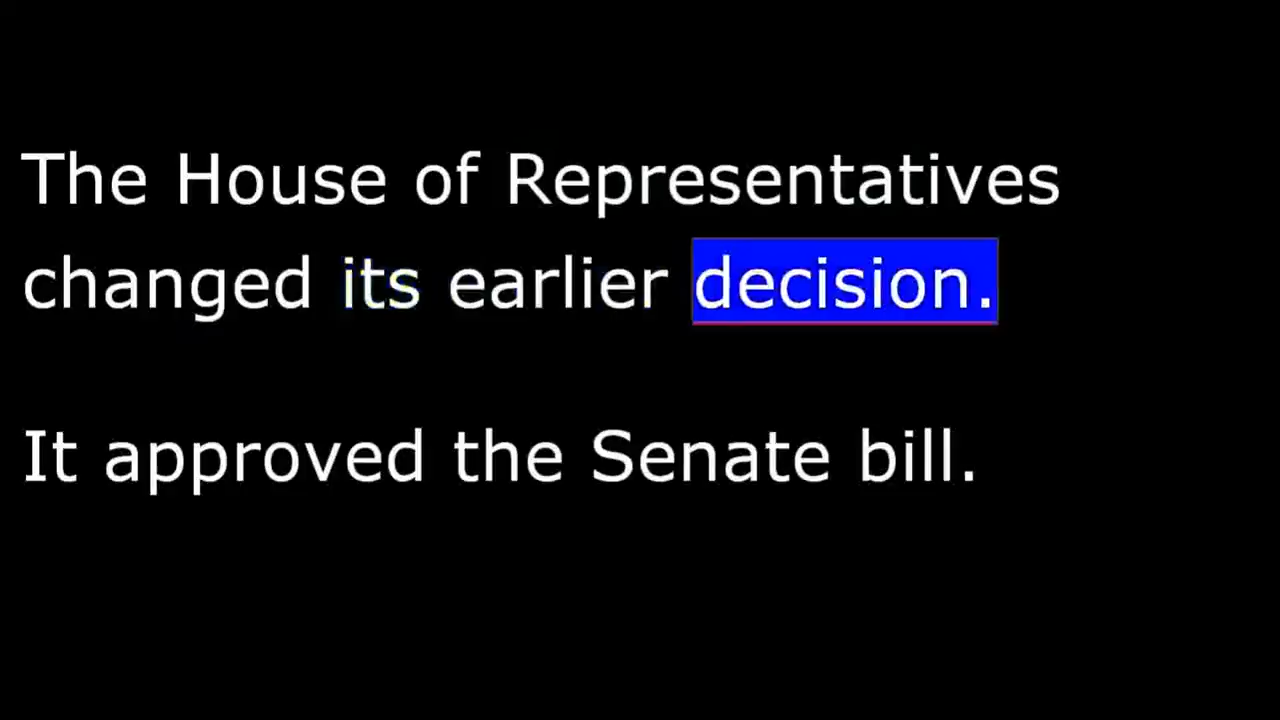 The House of Representatives
changed its earlier decision.
It approved the Senate bill.